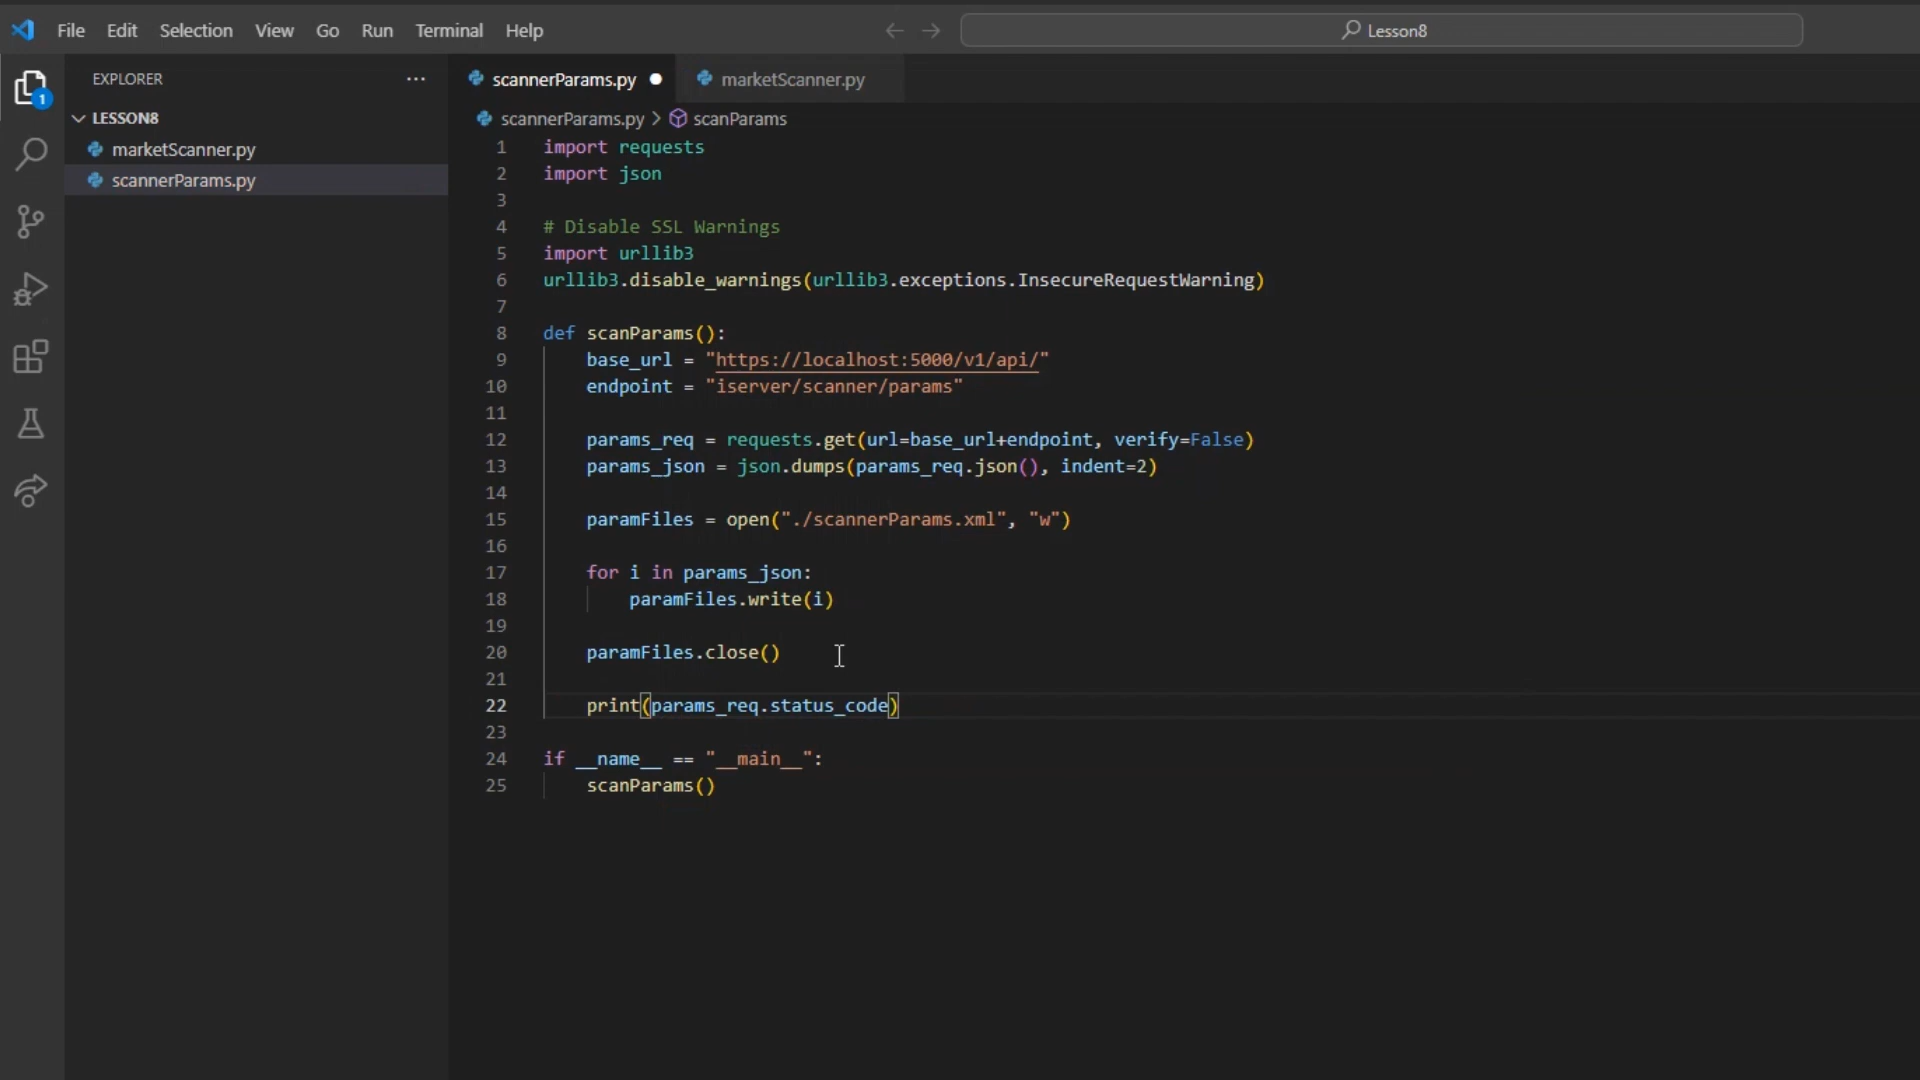 File Edit Selection View Go Run Terminal Help
Lesson8
EXPLORER
1
LESSON8
marketScanner.py
scannerParams.py
scannerParams.py
marketScanner.py
scannerParams.py > scanParams
1 import requests
2 import json
3
4 # Disable SSL Warnings
5 import urllib3
6 urllib3.disable_warnings(urllib3.exceptions.InsecureRequestWarning)
7
8 def scanParams():
9     base_url = "https://localhost:5000/v1/api/"
10     endpoint = "iserver/scanner/params"
11
12     params_req = requests.get(url=base_url+endpoint, verify=False)
13     params_json = json.dumps(params_req.json(), indent=2)
14
15     paramFiles = open("./scannerParams.xml", "w")
16
17     for i in params_json:
18         paramFiles.write(i)
19
20     paramFiles.close()
21
22     print(params_req.status_code)
23
24 if __name__ == "__main__":
25     scanParams()